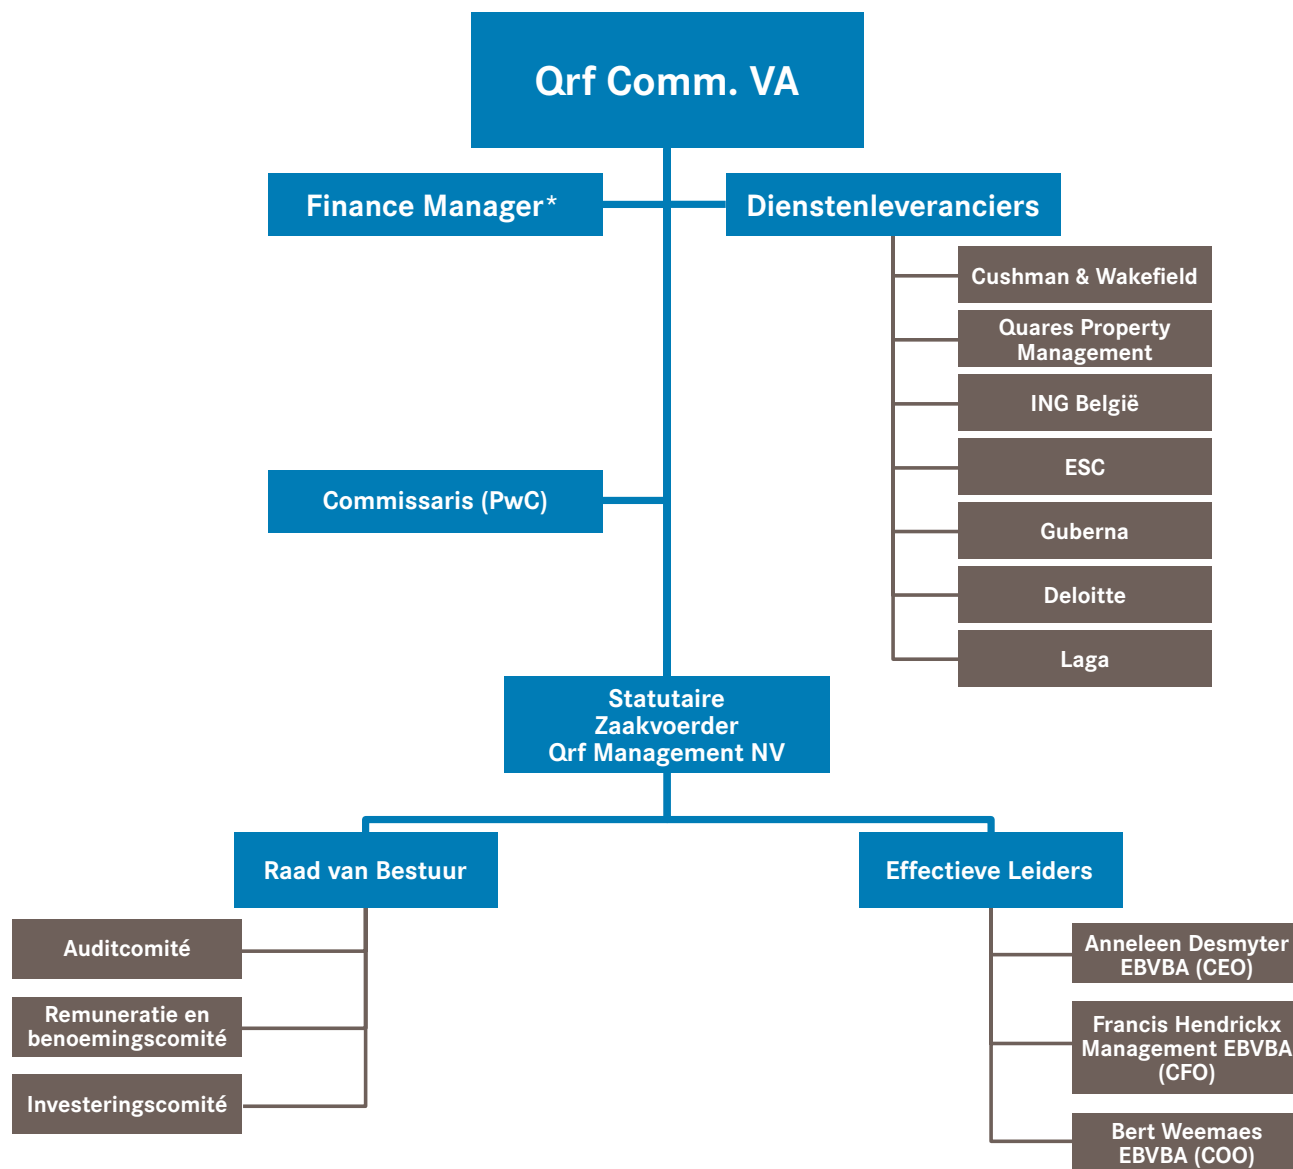 Qrf Comm. VA
Finance Manager*
Dienstenleveranciers
Cushman & Wakefield
Quares Property
Management
ING België
ESC
Guberna
Deloitte
Laga
Commissaris (PwC)
Statutaire
Zaakvoerder
Qrf Management NV
Raad van Bestuur
Auditcomité
Remuneratie en
benoemingscomité
Investeringscomité
Effectieve Leiders
Anneleen Desmyter
EBVBA (CEO)
Francis Hendrickx
Management EBVBA
(CFO)
Bert Weemaes
EBVBA (COO)